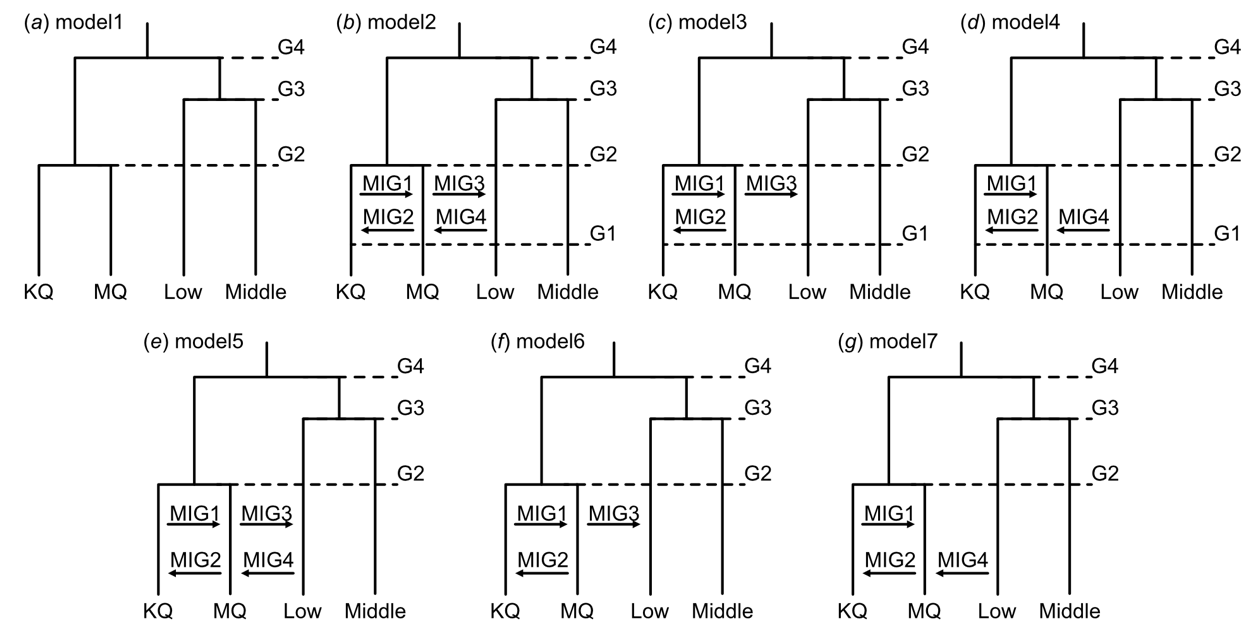 (a) model1
G4
G3
G2
KQ MQ Low Middle
(b) model2
G4
G3
G2
MIG1 MIG3
MIG2 MIG4
G1
KQ MQ Low Middle
(c) model3
G4
G3
G2
MIG1 MIG3
MIG2
G1
KQ MQ Low Middle
(d) model4
G4
G3
G2
MIG1
MIG2 MIG4
G1
KQ MQ Low Middle
(e) model5
G4
G3
G2
MIG1 MIG3
MIG2 MIG4
KQ MQ Low Middle
(f) model6
G4
G3
G2
MIG1 MIG3
MIG2
KQ MQ Low Middle
(g) model7
G4
G3
G2
MIG1
MIG2 MIG4
KQ MQ Low Middle